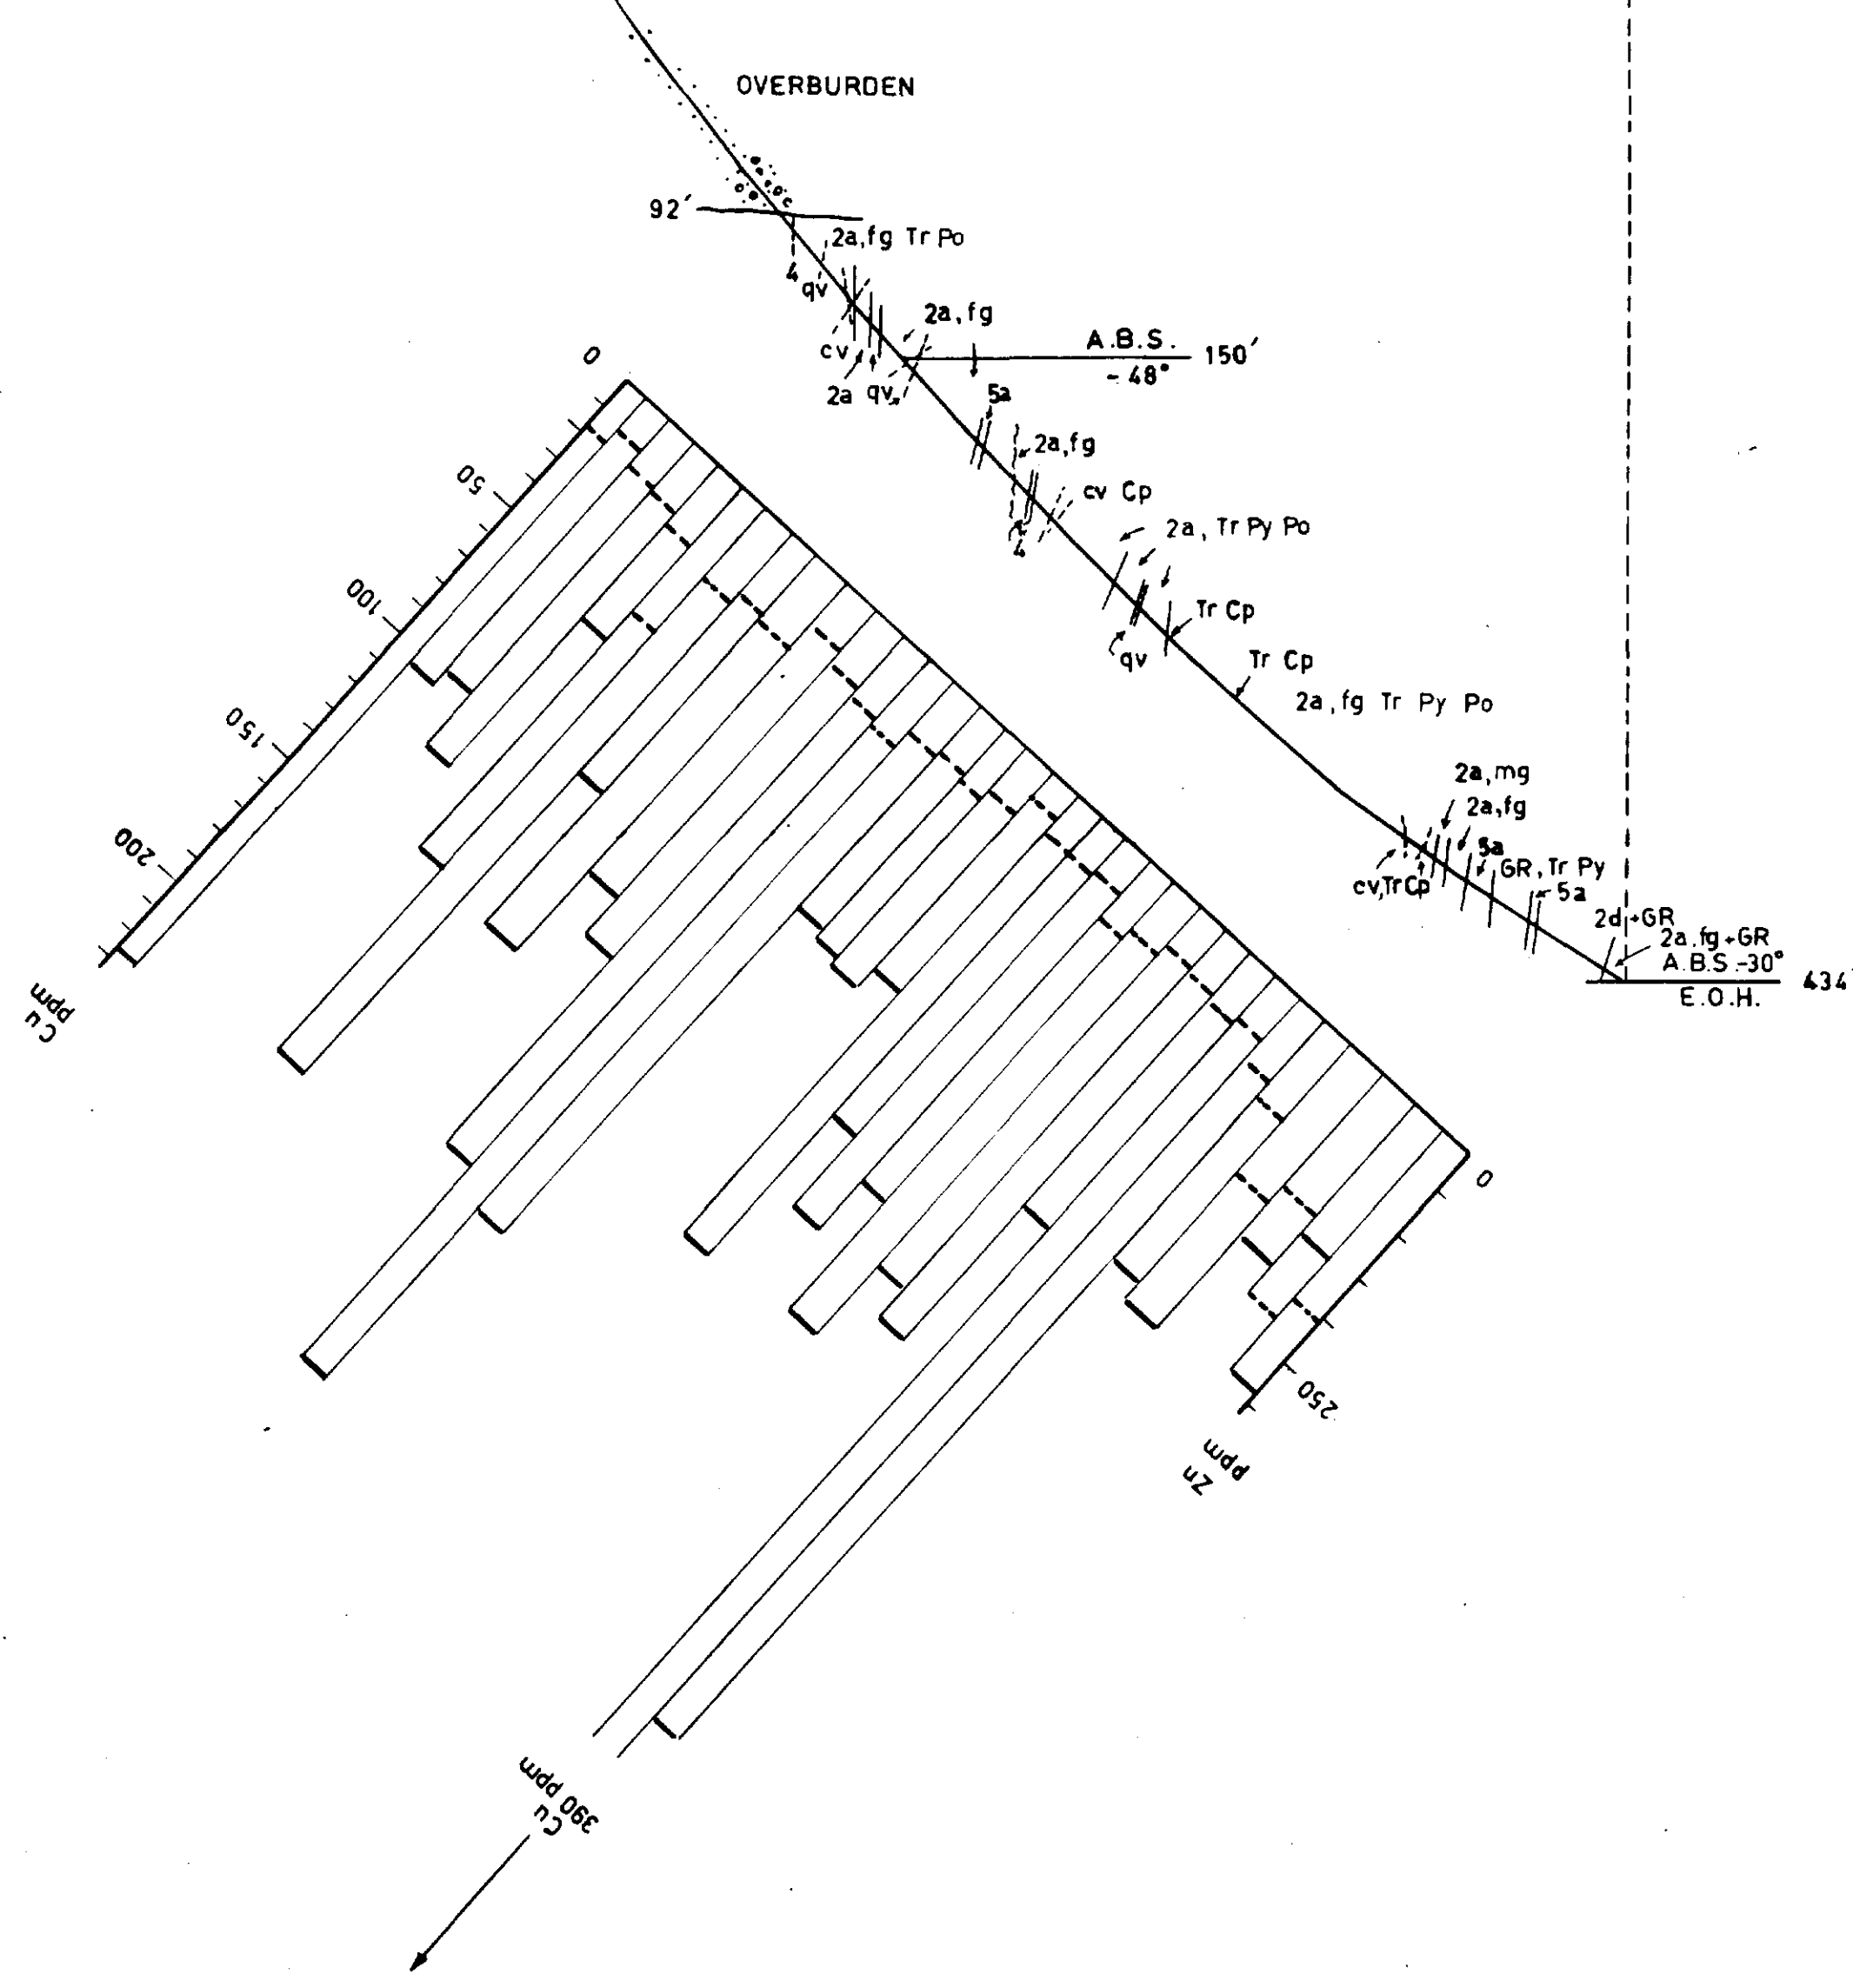 OVERBURDEN
92′
2a,fg Tr Po
4
qv
cv
2a qv
2a,fg
A.B.S.
-48°
150′
5a
2a,fg
4
cv Cp
2a, Tr Py Po
qv
Tr Cp
Tr Cp
2a,fg Tr Py Po
2a,mg
2a,fg
5a
cv,Tr Cp
GR,Tr Py
5a
2d+GR
2a,fg+GR
A.B.S.-30°
434′
E.O.H.
0
50
100
150
200
Cu
ppm
0
250
Zn
ppm
Cu
390 ppm